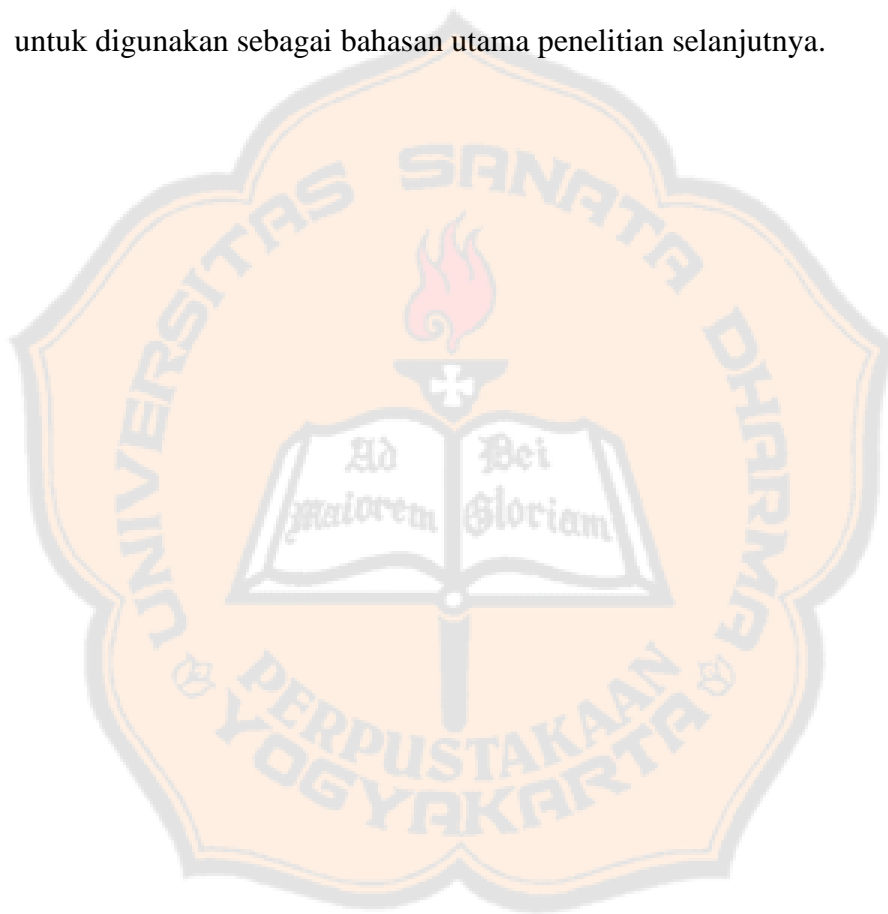 untuk digunakan sebagai bahasan utama penelitian selanjutnya.
UNIVERSITAS SANATA DHARMA
Ad Dei
Maiorem Gloriam
PERPUSTAKAAN
YOGYAKARTA